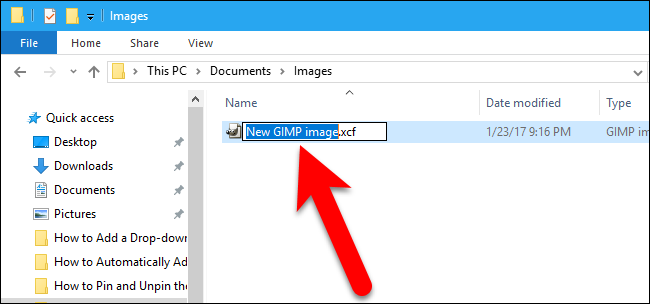 Images
File Home Share View
This PC Documents Images
Name Date modified Type
Quick access
New GIMP image.xcf 1/23/17 9:16 PM GIMP im
Desktop
Downloads
Documents
Pictures
How to Add a Drop-down
How to Automatically Ad
How to Pin and Unpin the